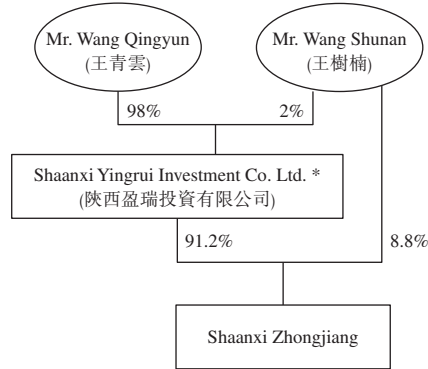 Mr. Wang Qingyun
(王青雲)
Mr. Wang Shunan
(王樹楠)
98%
2%
Shaanxi Yingrui Investment Co. Ltd. *
(陝西盈瑞投資有限公司)
91.2%
8.8%
Shaanxi Zhongjiang